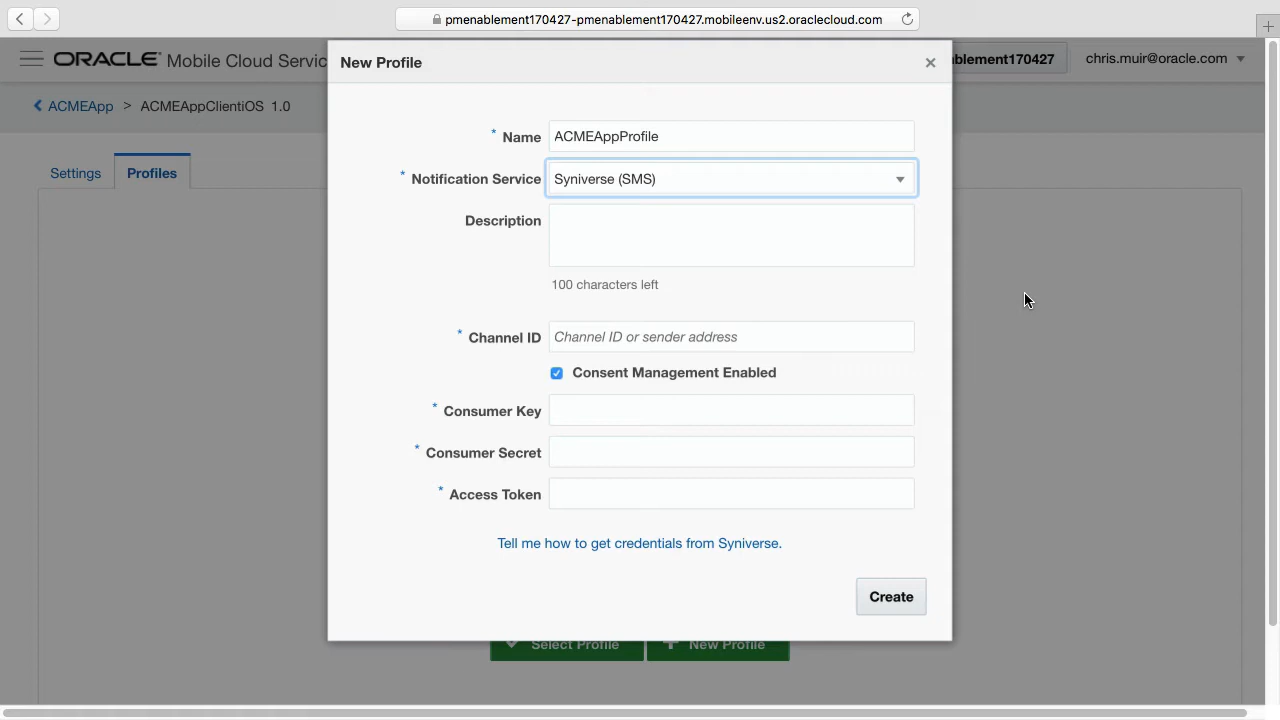 pmenablement170427-pmenablement170427.mobileenv.us2.oraclecloud.com
ORACLE Mobile Cloud Servic
ablement170427
chris.muir@oracle.com
ACMEApp > ACMEAppClientiOS 1.0
Settings
Profiles
New Profile
* Name ACMEAppProfile
* Notification Service Syniverse (SMS)
Description
100 characters left
* Channel ID Channel ID or sender address
Consent Management Enabled
* Consumer Key
* Consumer Secret
* Access Token
Tell me how to get credentials from Syniverse.
Create
Select Profile
New Profile